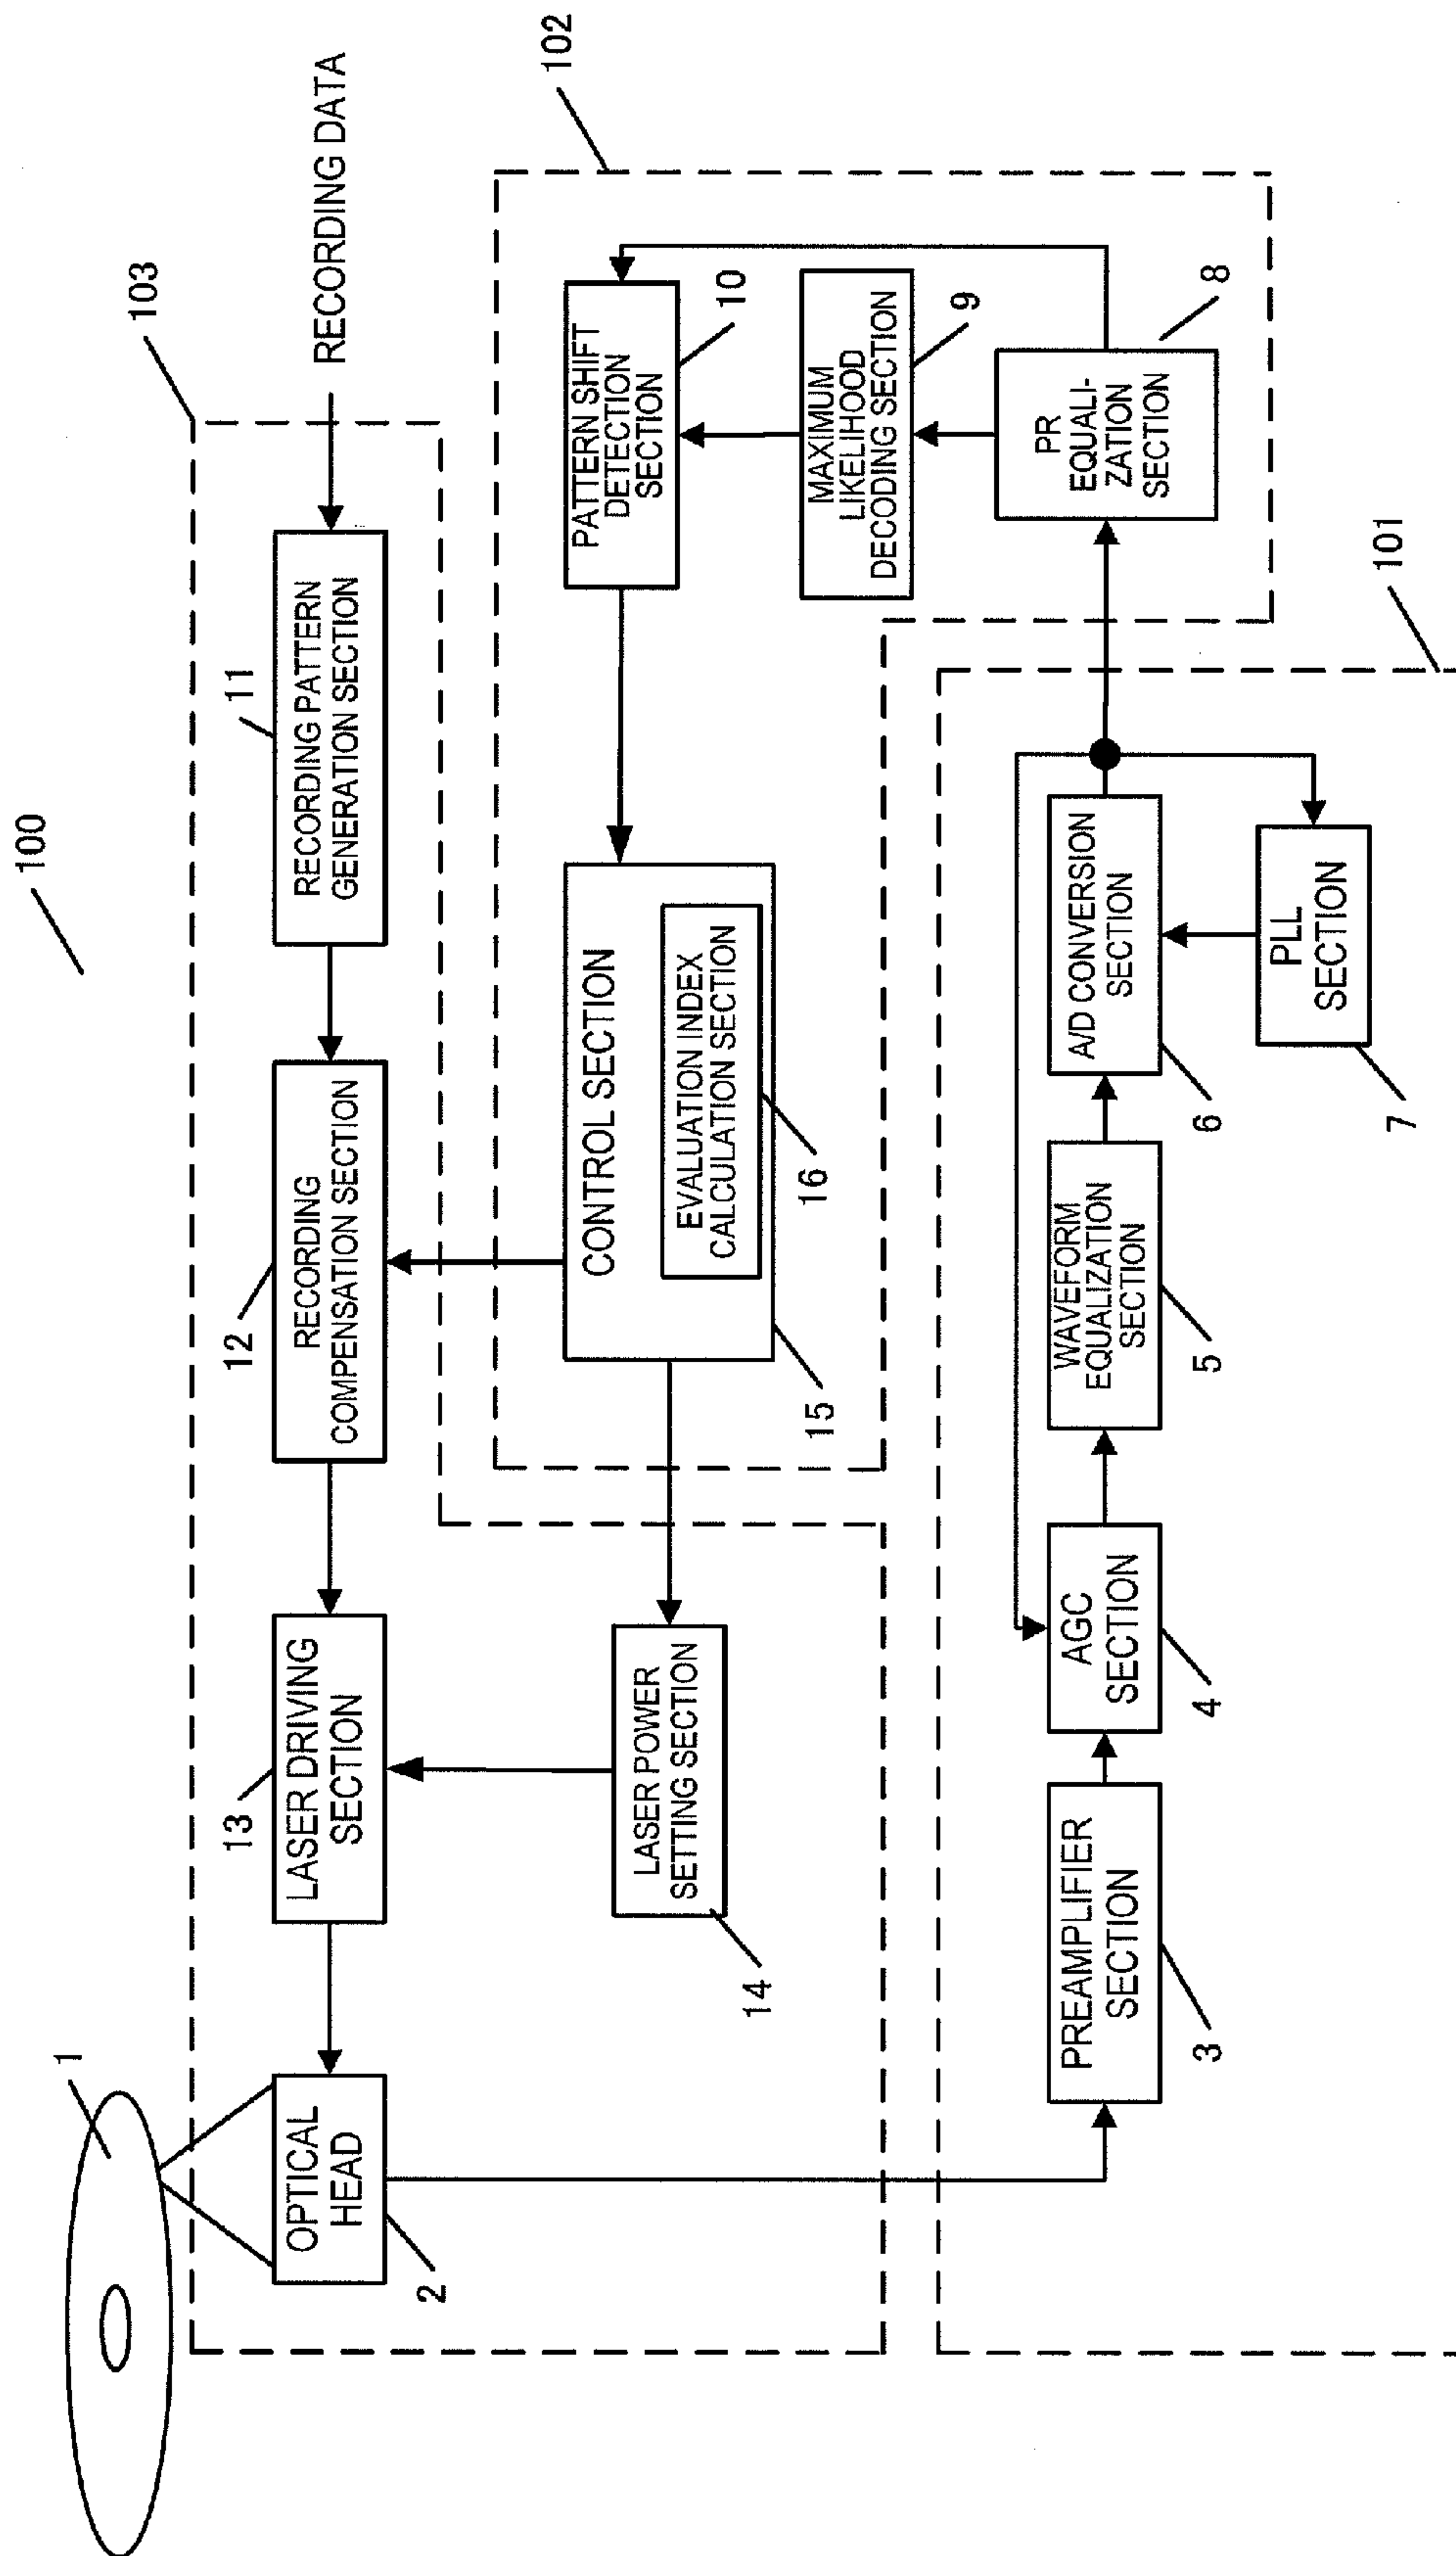 100
103
RECORDING DATA
1
OPTICAL
HEAD
2
13
LASER DRIVING
SECTION
12
RECORDING
COMPENSATION SECTION
11
RECORDING PATTERN
GENERATION SECTION
102
LASER POWER
SETTING SECTION
14
CONTROL SECTION
EVALUATION INDEX
CALCULATION SECTION
16
15
PATTERN SHIFT
DETECTION
SECTION
10
MAXIMUM
LIKELIHOOD
DECODING SECTION
9
PR
EQUALI-
ZATION
SECTION
8
101
PREAMPLIFIER
SECTION
3
AGC
SECTION
4
WAVEFORM
EQUALIZATION
SECTION
5
A/D CONVERSION
SECTION
6
PLL
SECTION
7